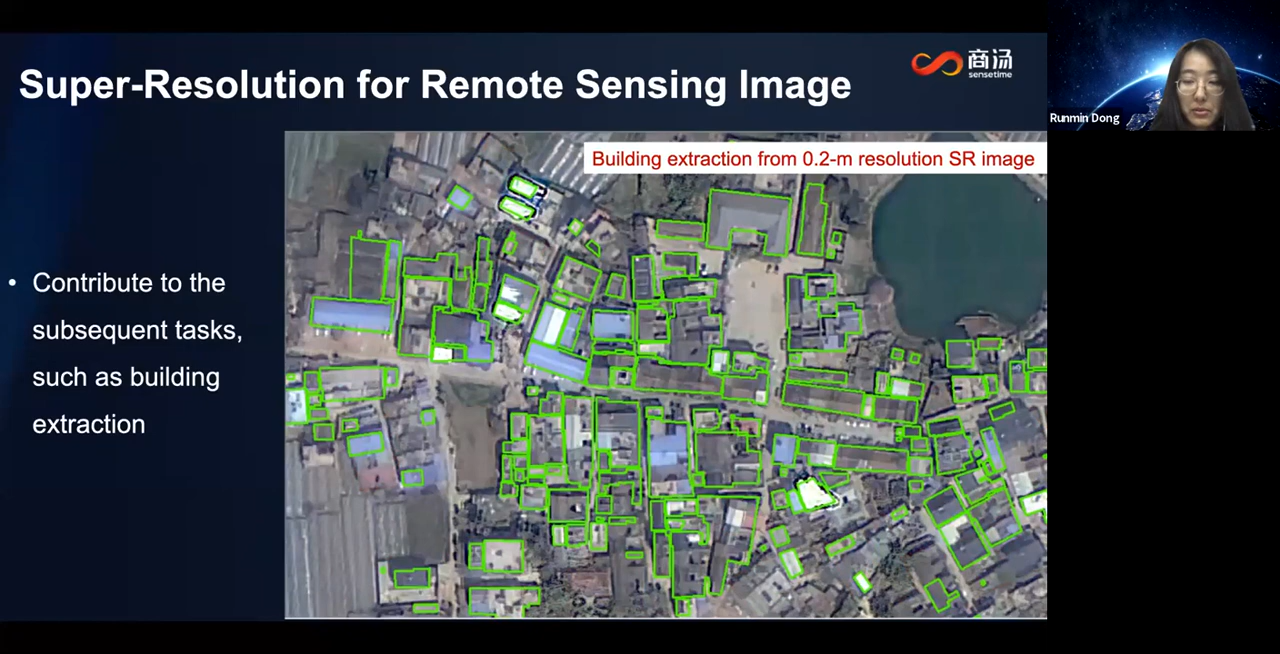 Super-Resolution for Remote Sensing Image
商汤
sensetime
Runmin Dong
Building extraction from 0.2-m resolution SR image
• Contribute to the
subsequent tasks,
such as building
extraction